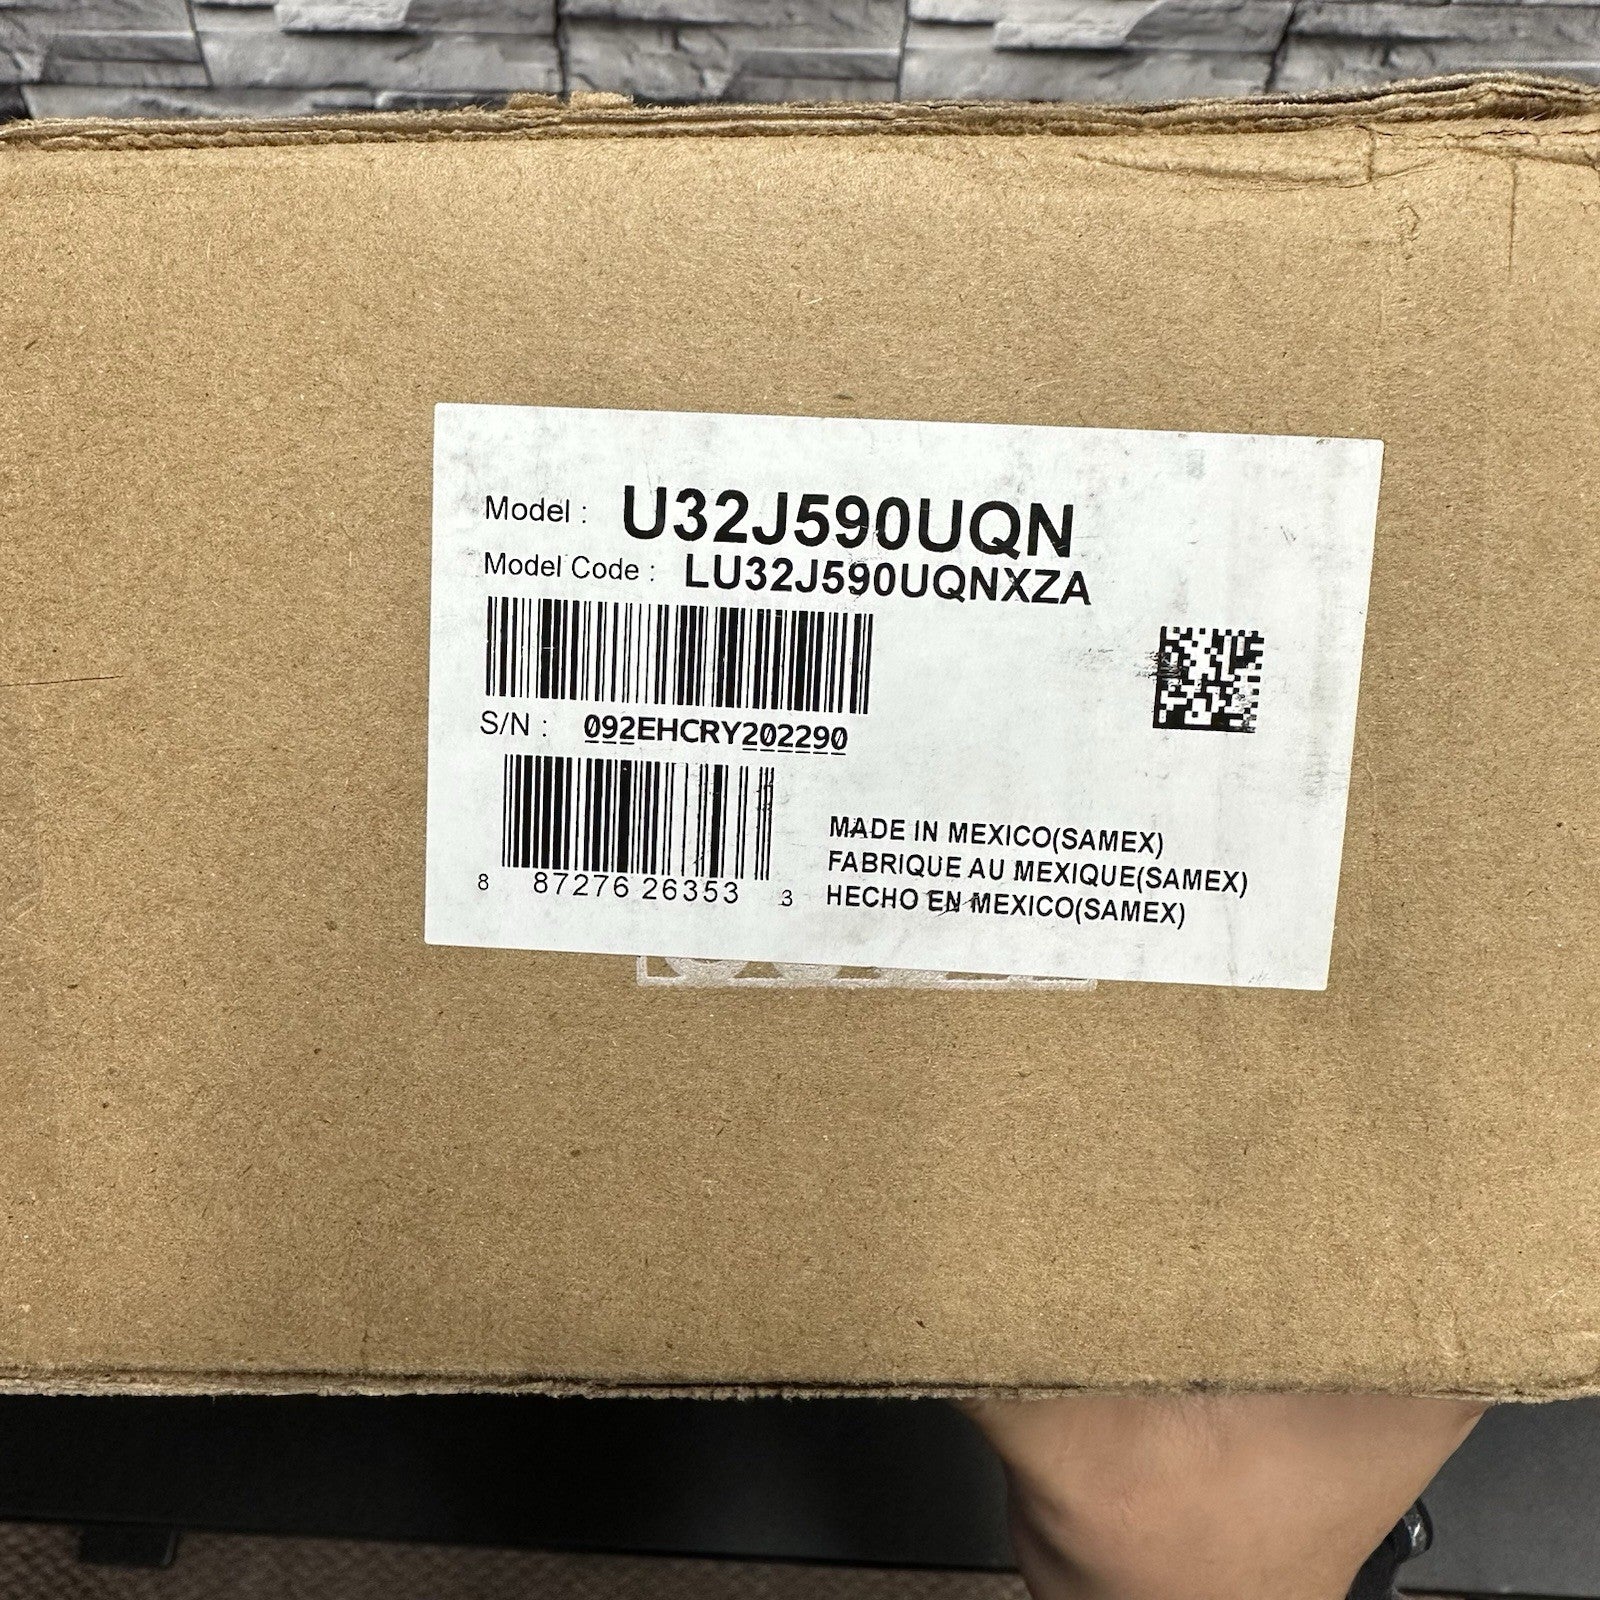 Model : U32J590UQN
Model Code : LU32J590UQNXZA
S/N : 092EHCRY202290
8 87276 26353 3
MADE IN MEXICO(SAMEX)
FABRIQUE AU MEXIQUE(SAMEX)
HECHO EN MEXICO(SAMEX)